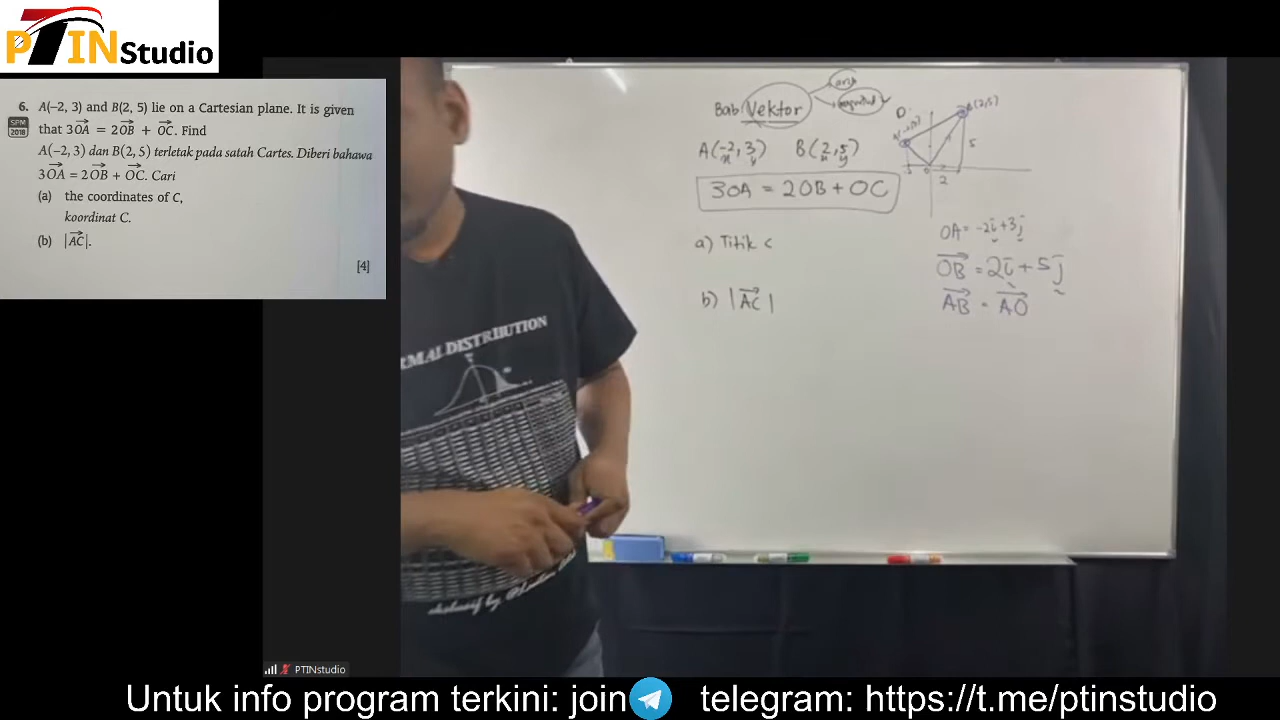 PTIN Studio
6. A(−2, 3) and B(2, 5) lie on a Cartesian plane. It is given
SPM 2018
that 3OA = 2OB + OC. Find
A(−2, 3) dan B(2, 5) terletak pada satah Cartes. Diberi bahawa
3OA = 2OB + OC. Cari
(a) the coordinates of C,
koordinat C.
(b) |AC|.
[4]
Bab Vektor
A(-2, 3) B(2, 5)
x y x y
3OA = 2OB + OC
a) Titik C
b) |AC|
B(2,5)
5
2
OA = -2i + 3j
OB = 2i + 5j
AB = AO
RMAL DISTRIBUTION
PTINstudio
Untuk info program terkini: join telegram: https://t.me/ptinstudio